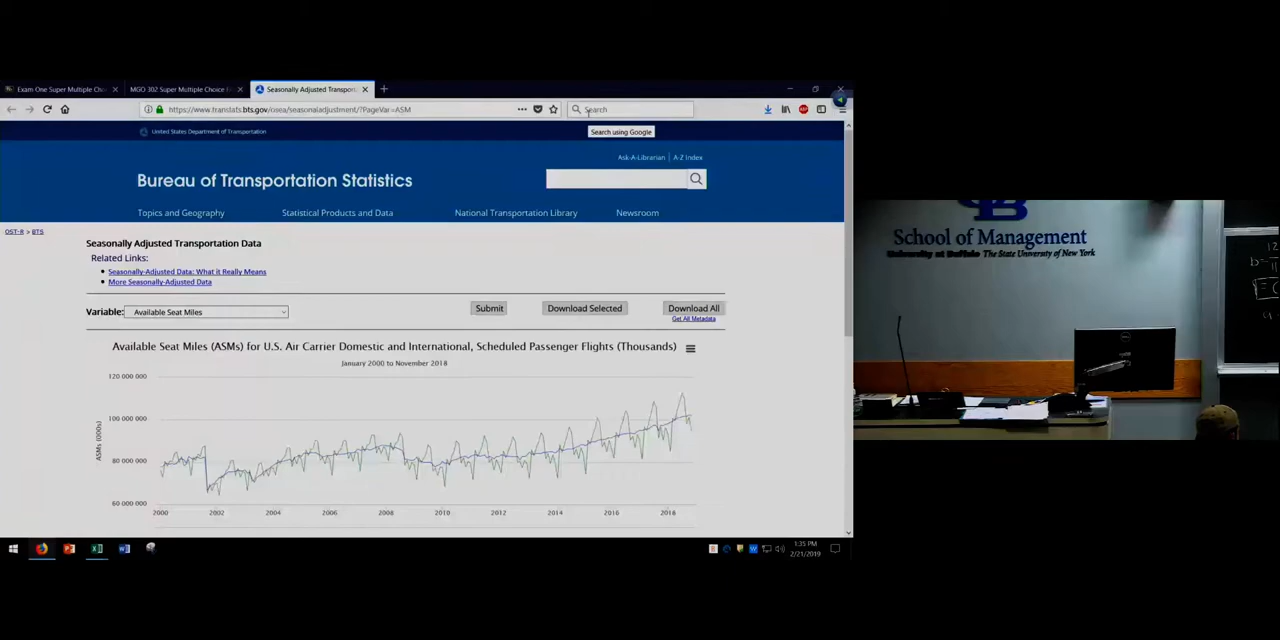 Exam One Super Multiple Cho
MGO 302 Super Multiple Choice
Seasonally Adjusted Transportati
https://www.transtats.bts.gov/osea/seasonaladjustment/?PageVar=ASM
Search
Search using Google
United States Department of Transportation
Ask-A-Librarian | A-Z Index
Bureau of Transportation Statistics
Topics and Geography
Statistical Products and Data
National Transportation Library
Newsroom
OST-R > BTS
Seasonally Adjusted Transportation Data
Related Links:
Seasonally-Adjusted Data: What it Really Means
More Seasonally-Adjusted Data
Variable:
Available Seat Miles
Submit
Download Selected
Download All
Get All Metadata
Available Seat Miles (ASMs) for U.S. Air Carrier Domestic and International, Scheduled Passenger Flights (Thousands)
January 2000 to November 2018
120 000 000
100 000 000
80 000 000
60 000 000
ASMs (000s)
2000 2002 2004 2006 2008 2010 2012 2014 2016 2018
1:35 PM
2/21/2019
School of Management
University at Buffalo The State University of New York